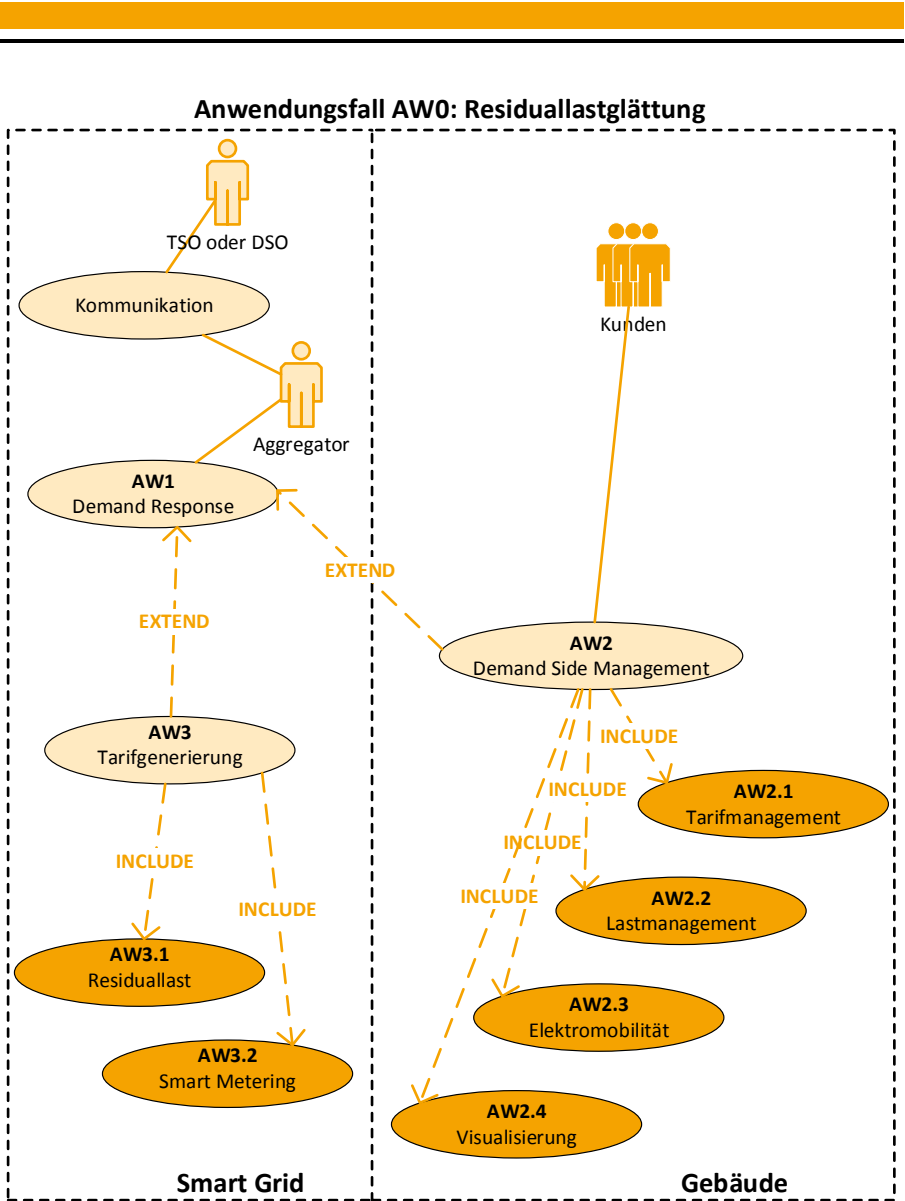 Anwendungsfall AW0: Residuallastglättung
TSO oder DSO
Kommunikation
Aggregator
AW1
Demand Response
EXTEND
AW3
Tarifgenerierung
INCLUDE
INCLUDE
AW3.1
Residuallast
AW3.2
Smart Metering
Smart Grid
Kunden
EXTEND
AW2
Demand Side Management
INCLUDE
INCLUDE
INCLUDE
INCLUDE
AW2.1
Tarifmanagement
AW2.2
Lastmanagement
AW2.3
Elektromobilität
AW2.4
Visualisierung
Gebäude